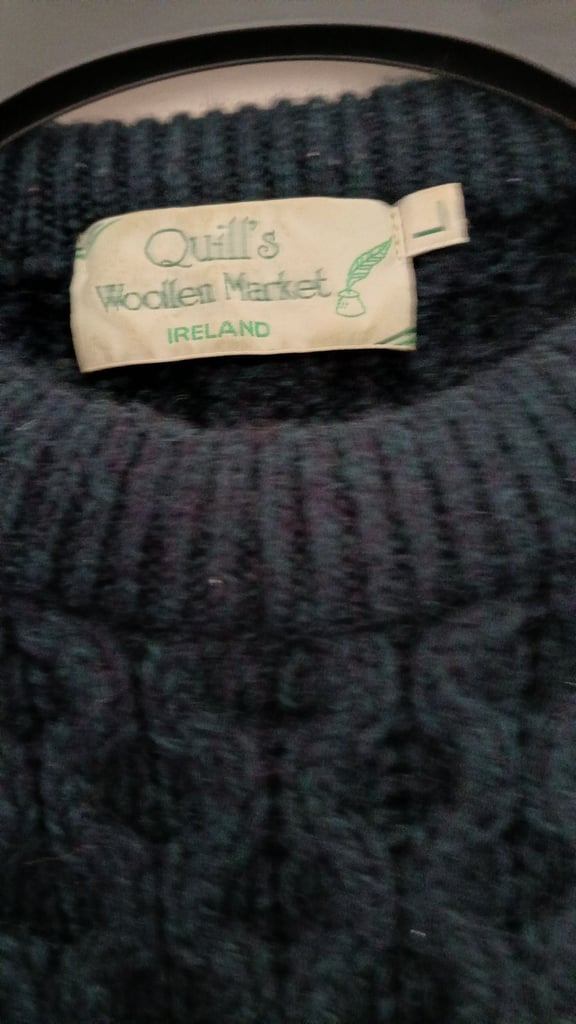 Quill's
Woollen Market
IRELAND
L